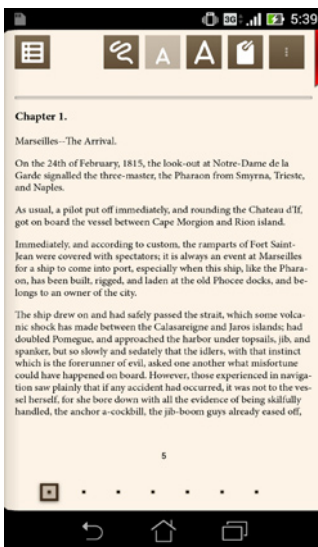 3G 5:39
A A
Chapter 1.
Marseilles--The Arrival.
On the 24th of February, 1815, the look-out at Notre-Dame de la
Garde signalled the three-master, the Pharaon from Smyrna, Trieste,
and Naples.
As usual, a pilot put off immediately, and rounding the Chateau d'If,
got on board the vessel between Cape Morgion and Rion island.
Immediately, and according to custom, the ramparts of Fort Saint-
Jean were covered with spectators; it is always an event at Marseilles
for a ship to come into port, especially when this ship, like the Phara-
on, has been built, rigged, and laden at the old Phocee docks, and be-
longs to an owner of the city.
The ship drew on and had safely passed the strait, which some volca-
nic shock has made between the Calasareigne and Jaros islands; had
doubled Pomegue, and approached the harbor under topsails, jib, and
spanker, but so slowly and sedately that the idlers, with that instinct
which is the forerunner of evil, asked one another what misfortune
could have happened on board. However, those experienced in naviga-
tion saw plainly that if any accident had occurred, it was not to the ves-
sel herself, for she bore down with all the evidence of being skilfully
handled, the anchor a-cockbill, the jib-boom guys already eased off,
5